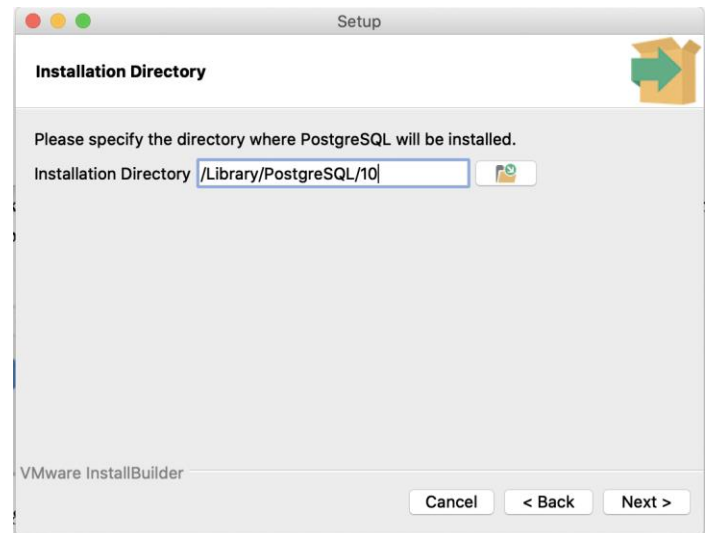 Setup
Installation Directory
Please specify the directory where PostgreSQL will be installed.
Installation Directory /Library/PostgreSQL/10
VMware InstallBuilder
Cancel < Back Next >